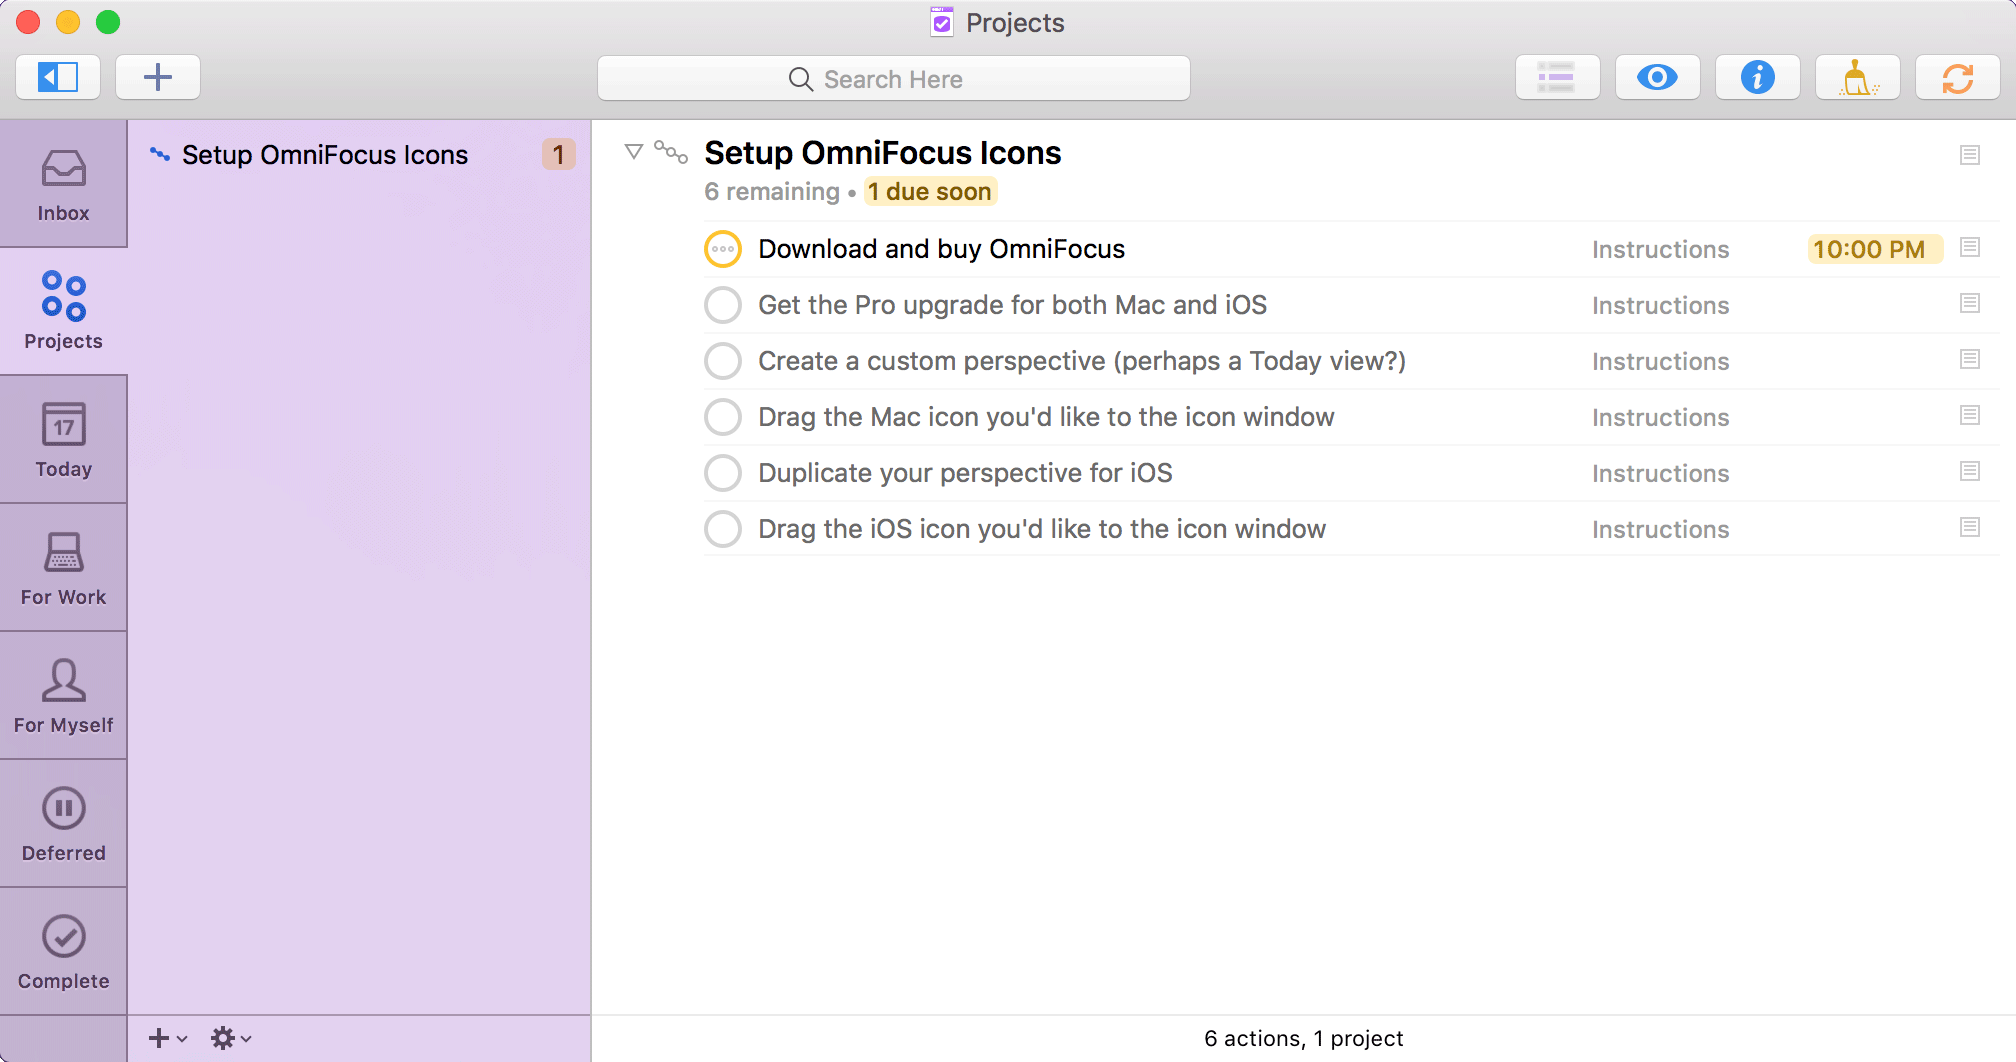 Projects
Search Here
Inbox
Projects
17
Today
For Work
For Myself
Deferred
Complete
Setup OmniFocus Icons 1
Setup OmniFocus Icons
6 remaining • 1 due soon
Download and buy OmniFocus Instructions 10:00 PM
Get the Pro upgrade for both Mac and iOS Instructions
Create a custom perspective (perhaps a Today view?) Instructions
Drag the Mac icon you'd like to the icon window Instructions
Duplicate your perspective for iOS Instructions
Drag the iOS icon you'd like to the icon window Instructions
6 actions, 1 project